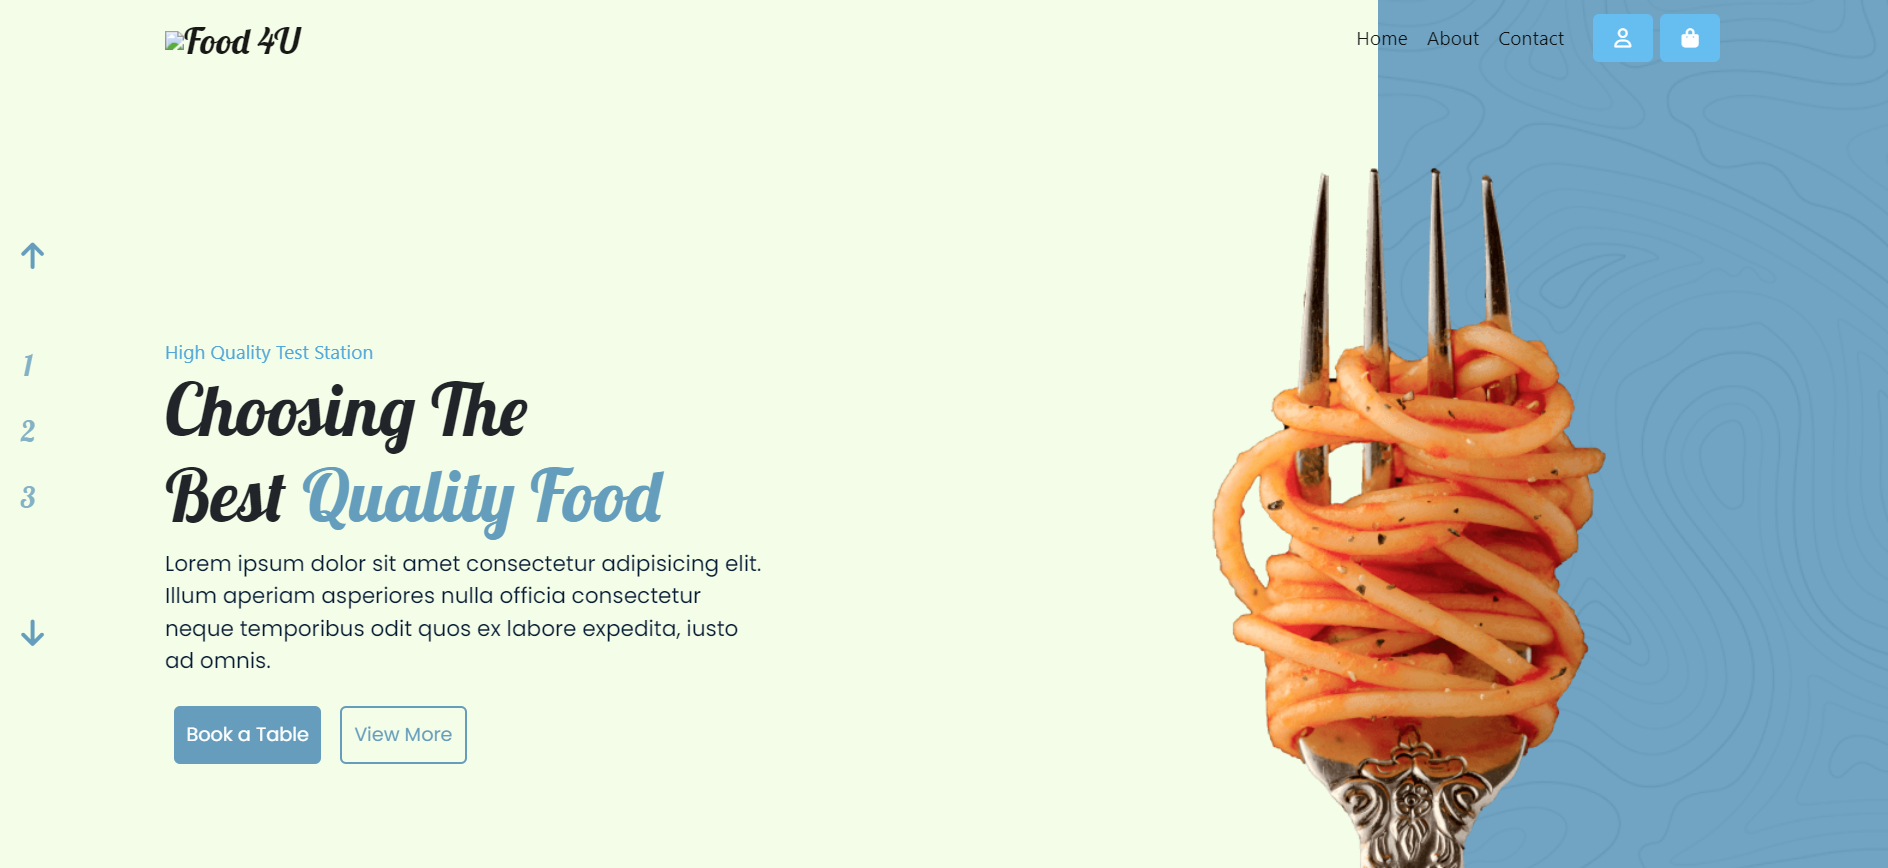 Food 4U
Home About Contact
1
2
3
High Quality Test Station
Choosing The
Best Quality Food
Lorem ipsum dolor sit amet consectetur adipisicing elit.
Illum aperiam asperiores nulla officia consectetur
neque temporibus odit quos ex labore expedita, iusto
ad omnis.
Book a Table View More